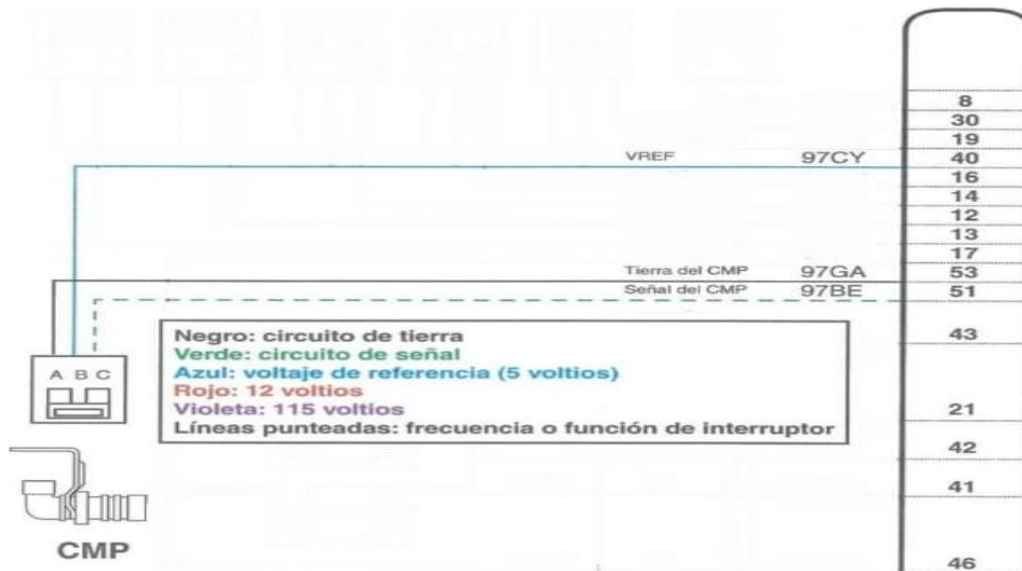 8
30
19
VREF 97CY 40
16
14
12
13
17
Tierra del CMP 97GA 53
Señal del CMP 97BE 51
Negro: circuito de tierra
Verde: circuito de señal
Azul: voltaje de referencia (5 voltios)
Rojo: 12 voltios
Violeta: 115 voltios
Líneas punteadas: frecuencia o función de interruptor
43
A B C
21
42
41
CMP
46